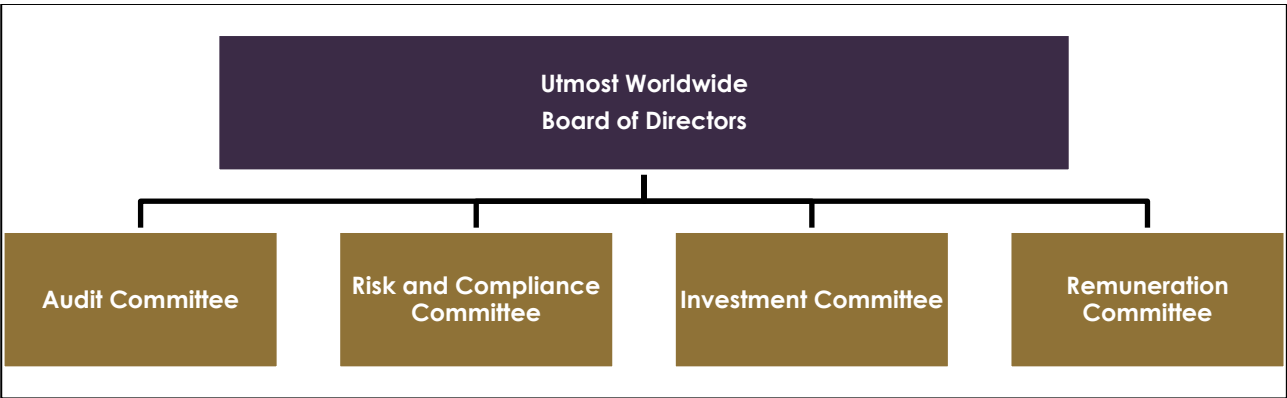 Utmost Worldwide
Board of Directors
Audit Committee
Risk and Compliance
Committee
Investment Committee
Remuneration
Committee